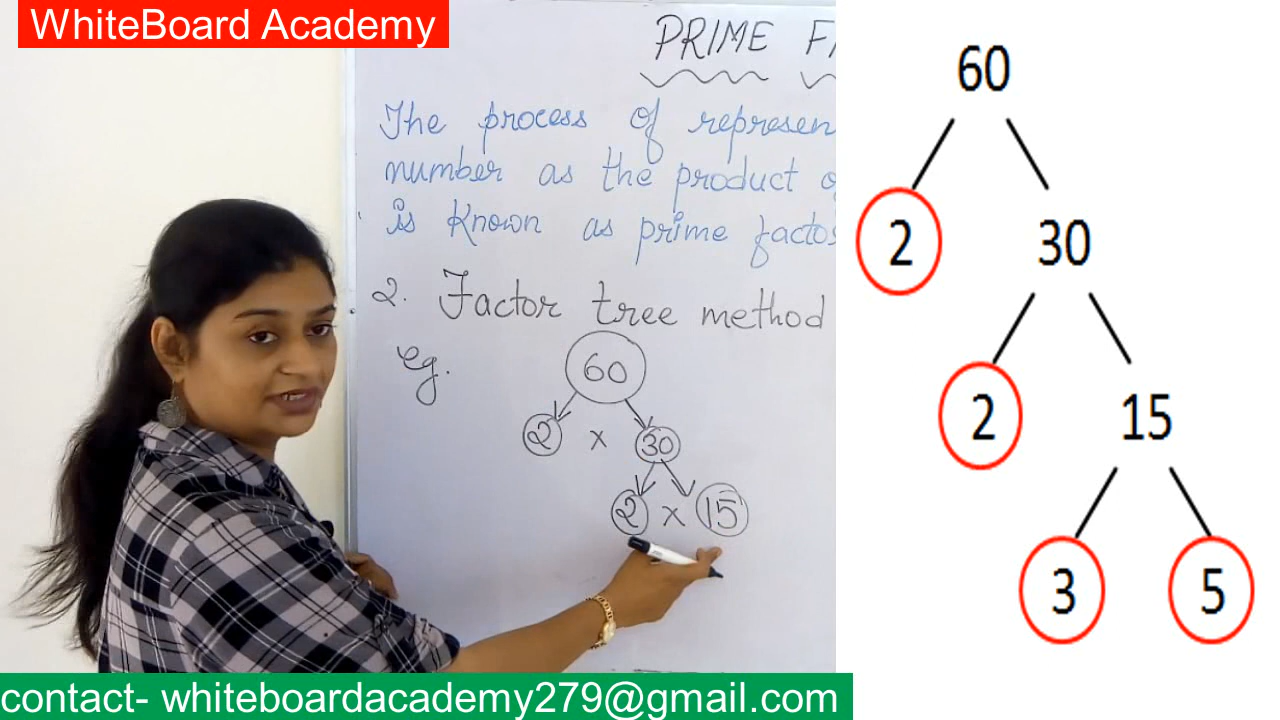 WhiteBoard Academy
PRIME
The process of represen
number as the product
is known as prime factor
2. Factor tree method
eg.
60
2 x 30
2 x 15
60
2 30
2 15
3 5
contact- whiteboardacademy279@gmail.com